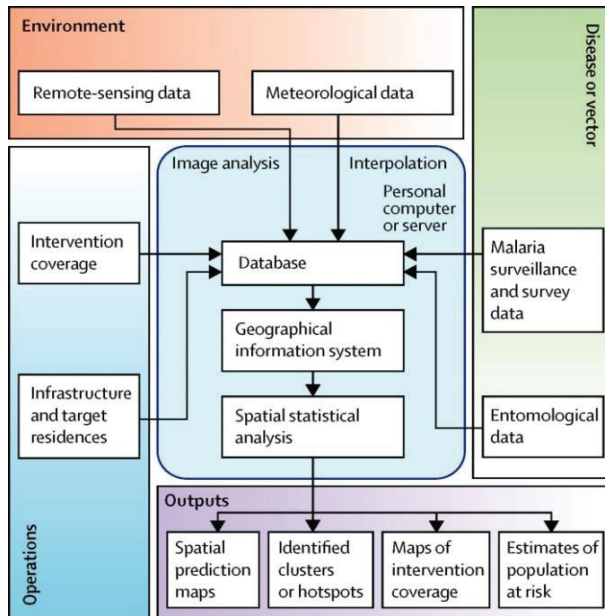 Environment
Remote-sensing data
Meteorological data
Disease or vector
Image analysis
Interpolation
Personal
computer
or server
Intervention
coverage
Database
Malaria
surveillance
and survey
data
Geographical
information system
Infrastructure
and target
residences
Spatial statistical
analysis
Entomological
data
Operations
Outputs
Spatial
prediction
maps
Identified
clusters
or hotspots
Maps of
intervention
coverage
Estimates of
population
at risk